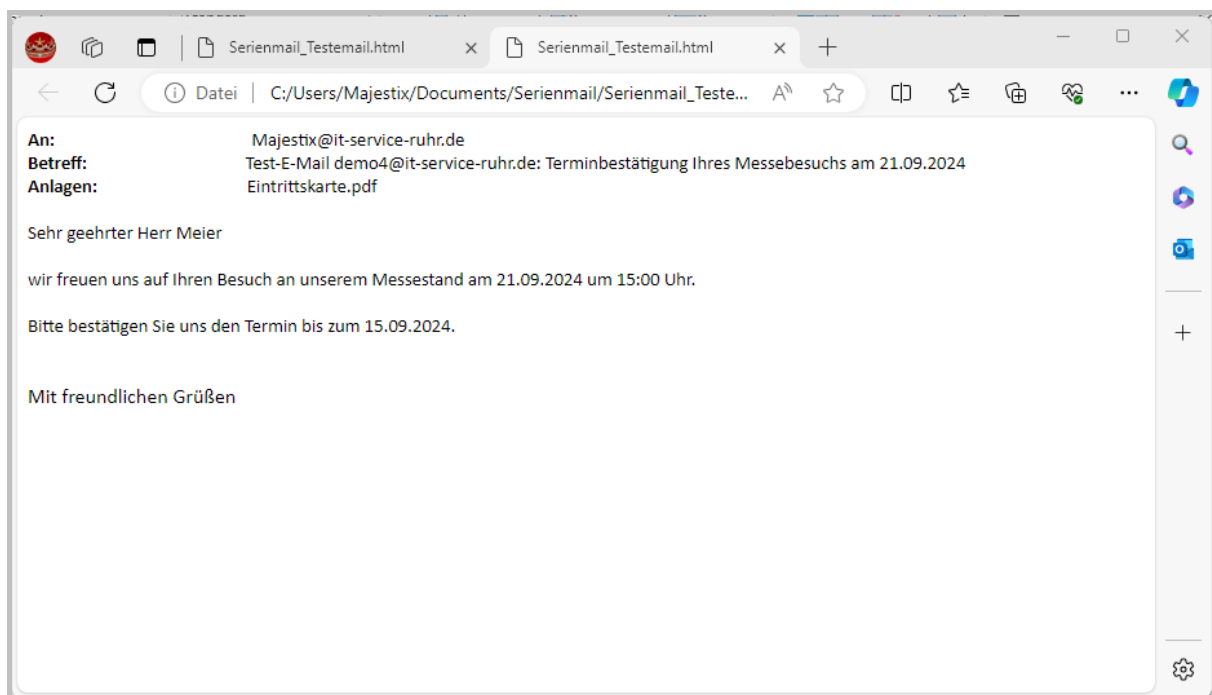 Serienmail_Testemail.html
Serienmail_Testemail.html
Datei | C:/Users/Majestix/Documents/Serienmail/Serienmail_Teste...
An: Majestix@it-service-ruhr.de
Betreff: Test-E-Mail demo4@it-service-ruhr.de: Terminbestätigung Ihres Messebesuchs am 21.09.2024
Anlagen: Eintrittskarte.pdf
Sehr geehrter Herr Meier
wir freuen uns auf Ihren Besuch an unserem Messestand am 21.09.2024 um 15:00 Uhr.
Bitte bestätigen Sie uns den Termin bis zum 15.09.2024.
Mit freundlichen Grüßen